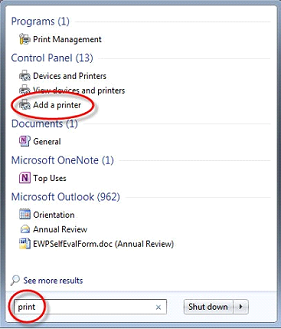 Programs (1)
Print Management
Control Panel (13)
Devices and Printers
View devices and printers
Add a printer
Documents (1)
General
Microsoft OneNote (1)
Top Uses
Microsoft Outlook (962)
Orientation
Annual Review
EWPSelfEvalForm.doc (Annual Review)
See more results
print
Shut down